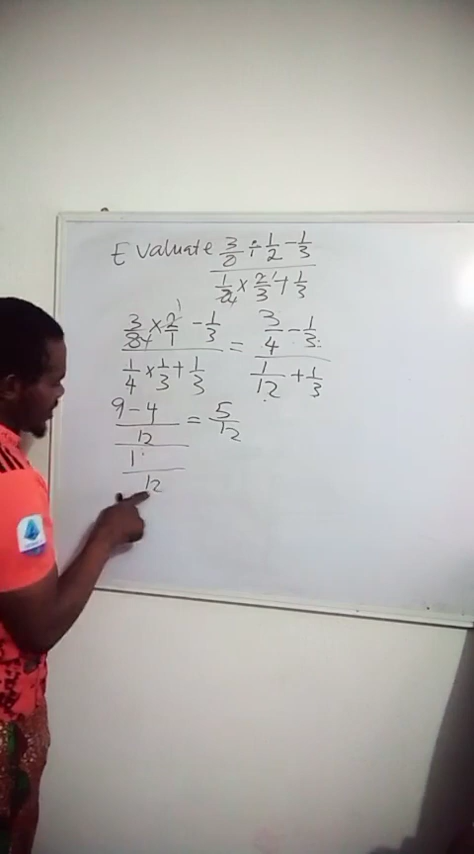 Evaluate 3/8 ÷ 1/2 - 1/3
1/8 × 2/3 + 1/3
3/8 × 2/1 - 1/3 = 3/4 - 1/3
1/4 × 1/3 + 1/3   1/12 + 1/3
9 - 4/12 = 5/12
1
12